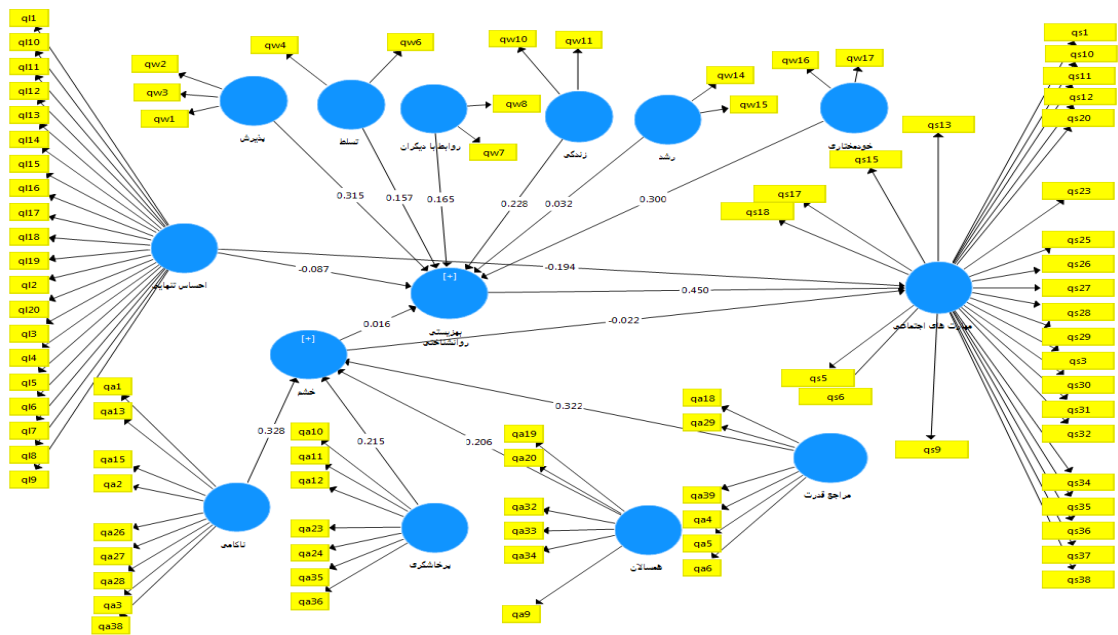 ql1
ql10
ql11
ql12
ql13
ql14
ql15
ql16
ql17
ql18
ql19
ql2
ql20
ql3
ql4
ql5
ql6
ql7
ql8
ql9
احساس تنهایی
qw2
qw3
qw1
پذیرش
qw4
qw6
تسلط
qw8
qw7
روابط با دیگران
qw10
qw11
زندگی
qw14
qw15
رشد
qw16
qw17
خودمختاری
0.315
0.157
0.165
0.228
0.032
0.300
-0.087
-0.194
[+]
بهزیستی
روانشناختی
0.450
0.016
-0.022
[+]
خشم
0.328
0.215
0.206
0.322
qa1
qa13
qa15
qa2
qa26
qa27
qa28
qa3
qa38
ناکامی
qa10
qa11
qa12
qa23
qa24
qa35
qa36
پرخاشگری
qa19
qa20
qa32
qa33
qa34
qa9
همسالان
qa18
qa29
qa39
qa4
qa5
qa6
مراجع قدرت
qs13
qs15
qs17
qs18
qs5
qs6
qs9
مهارت های اجتماعی
qs1
qs10
qs11
qs12
qs20
qs23
qs25
qs26
qs27
qs28
qs29
qs3
qs30
qs31
qs32
qs34
qs35
qs36
qs37
qs38